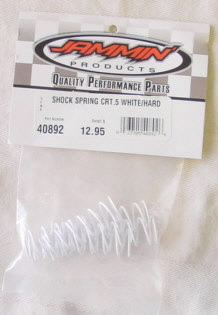 JAMMIN'
PRODUCTS
QUALITY PERFORMANCE PARTS
SHOCK SPRING CRT.5 WHITE/HARD
40892 12.95